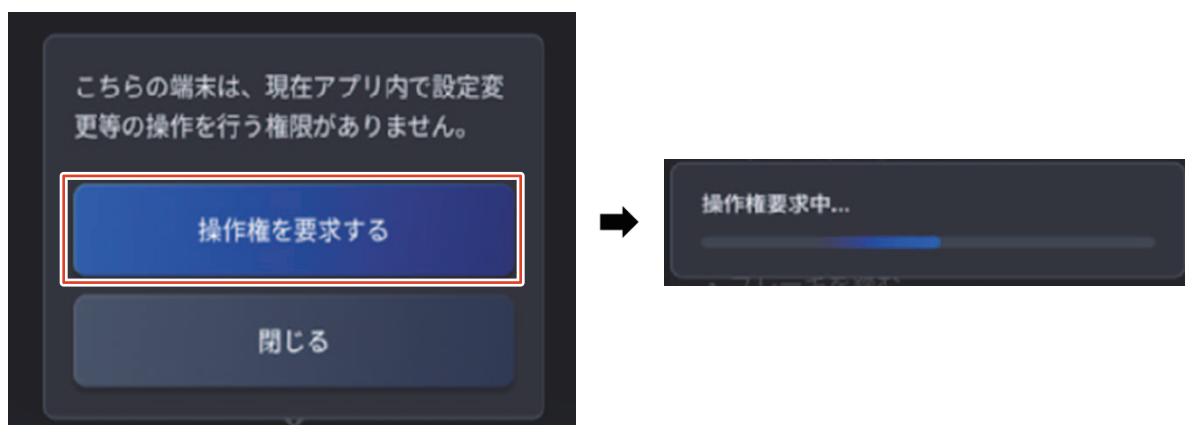 こちらの端末は、現在アプリ内で設定変
更等の操作を行う権限がありません。
操作権を要求する
閉じる
操作権要求中...